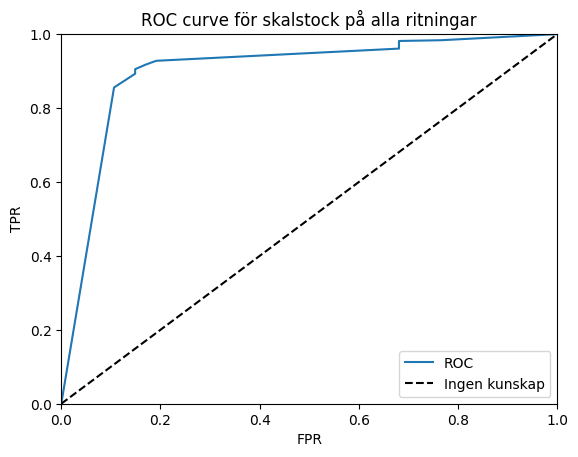 ROC curve för skalstock på alla ritningar
1.0
0.8
0.6
0.4
0.2
0.0
TPR
0.0 0.2 0.4 0.6 0.8 1.0
FPR
ROC
Ingen kunskap